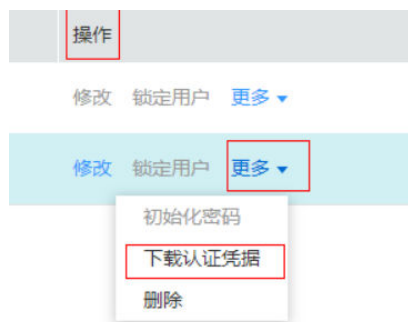 操作
修改 锁定用户 更多
修改 锁定用户 更多
初始化密码
下载认证凭据
删除